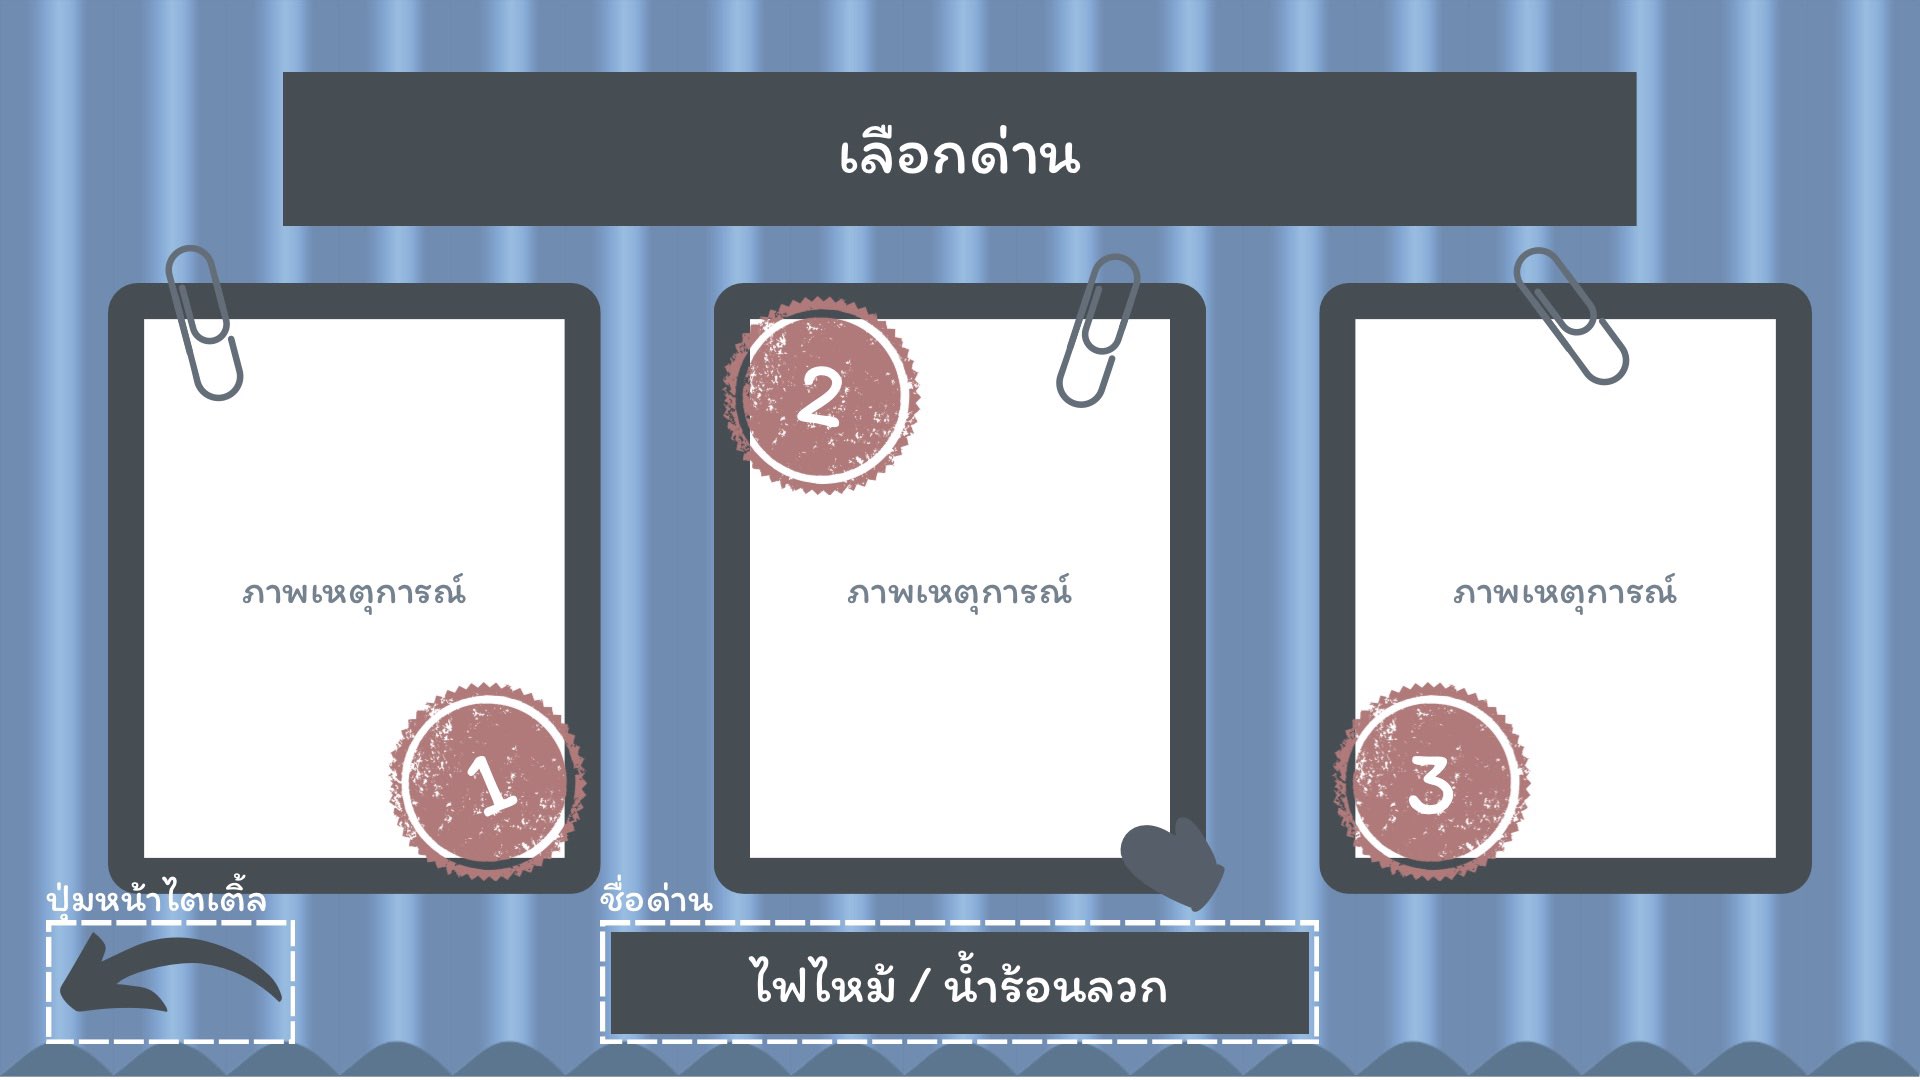 เลือกด่าน
2
ภาพเหตุการณ์
ภาพเหตุการณ์
ภาพเหตุการณ์
1
3
ปุ่มหน้าไตเติ้ล
ชื่อด่าน
ไฟไหม้ / น้ำร้อนลวก